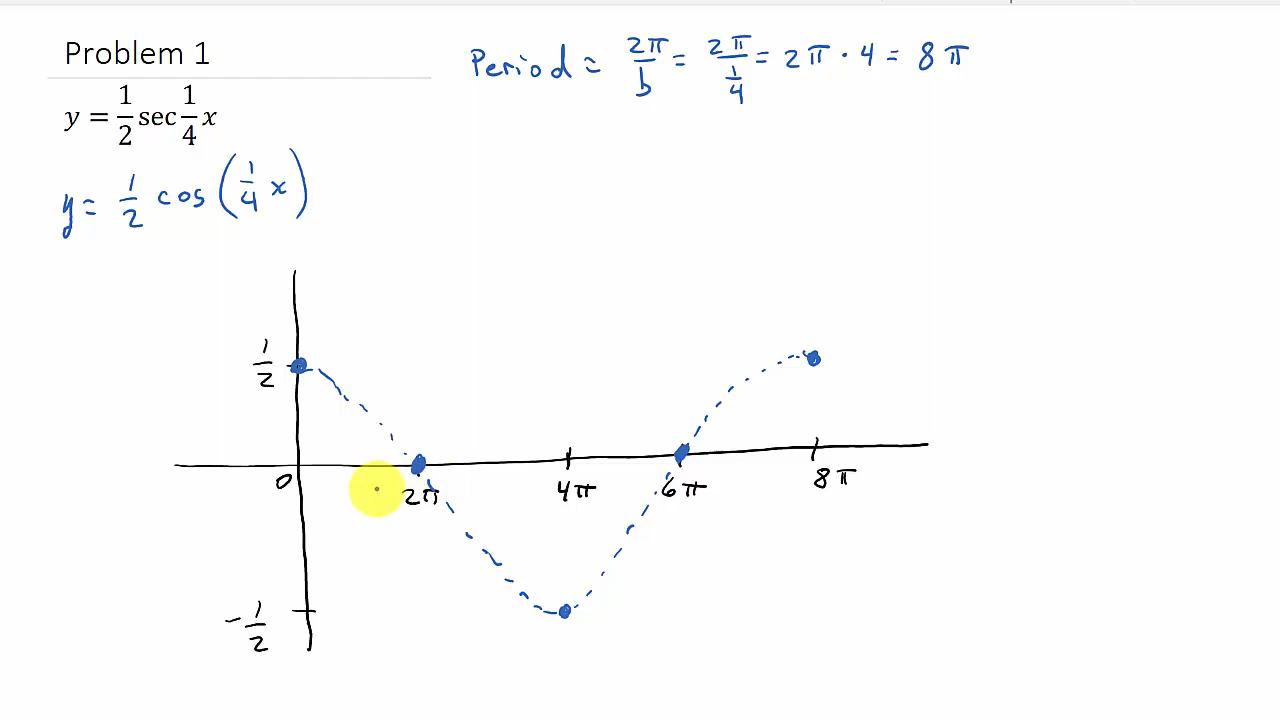 Problem 1
Period = 2π/b = 2π/(1/4) = 2π · 4 = 8π
y = 1/2 sec 1/4 x
y = 1/2 cos (1/4 x)
1/2
0 2π 4π 6π 8π
-1/2